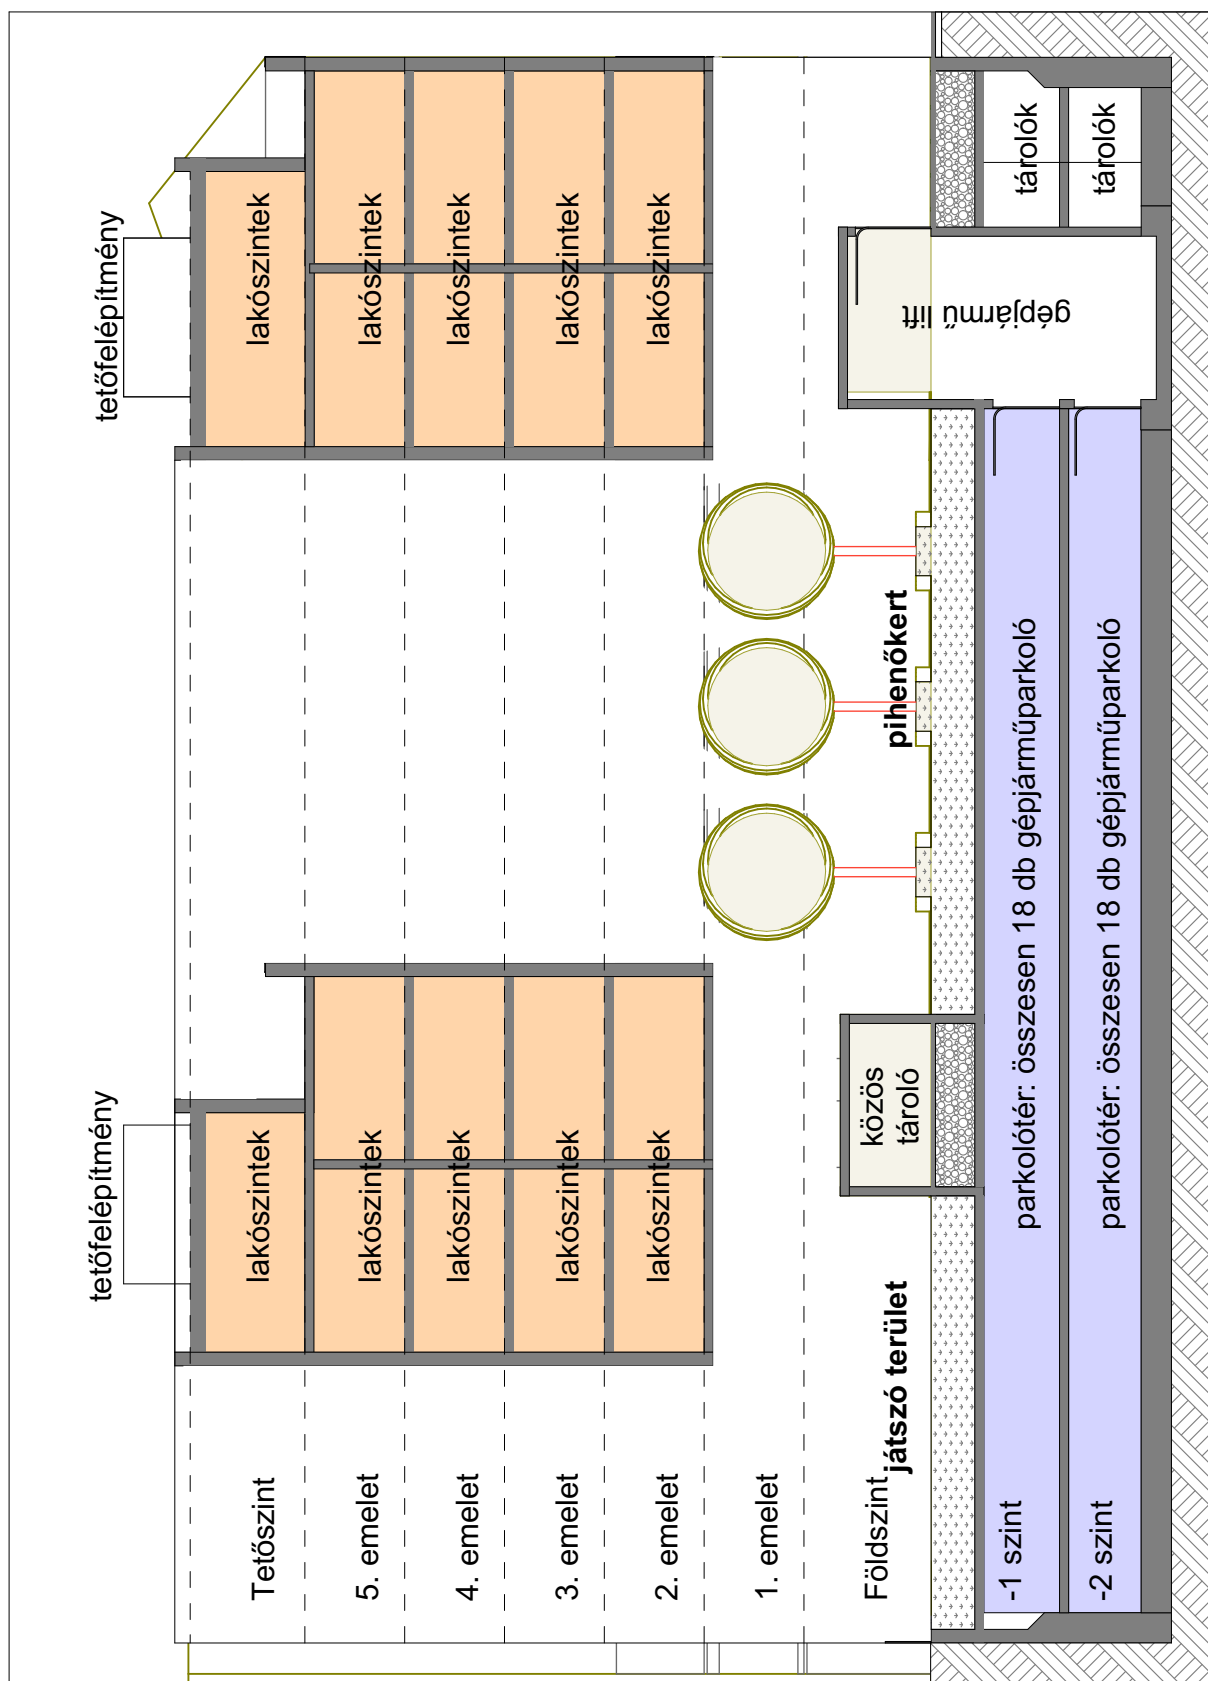 tetőfelépítmény
tetőfelépítmény
Tetőszint
lakószintek
lakószintek
5. emelet
lakószintek
lakószintek
4. emelet
lakószintek
lakószintek
3. emelet
lakószintek
lakószintek
2. emelet
lakószintek
lakószintek
1. emelet
Földszint
játszó terület
közös
tároló
pihenőkert
gépjármű lift
-1 szint
parkolótér: összesen 18 db gépjárműparkoló
tárolók
-2 szint
parkolótér: összesen 18 db gépjárműparkoló
tárolók